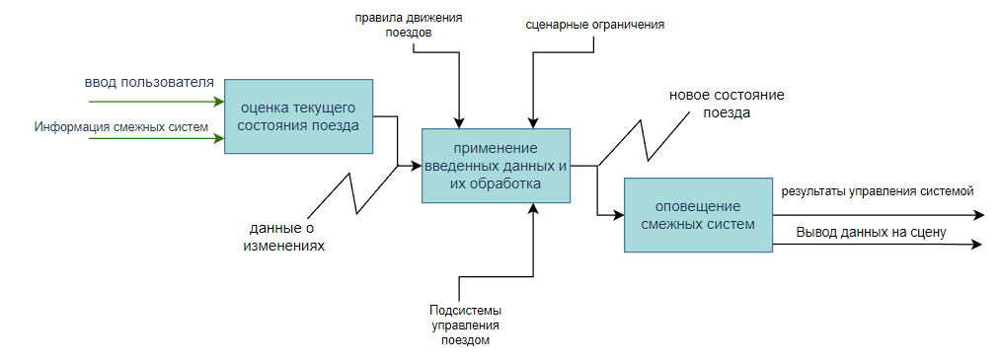 правила движения
поездов
сценарные ограничения
ввод пользователя
Информация смежных систем
оценка текущего
состояния поезда
новое состояние
поезда
применение
введенных данных и
их обработка
данные о
изменениях
оповещение
смежных систем
результаты управления системой
Вывод данных на сцену
Подсистемы
управления
поездом